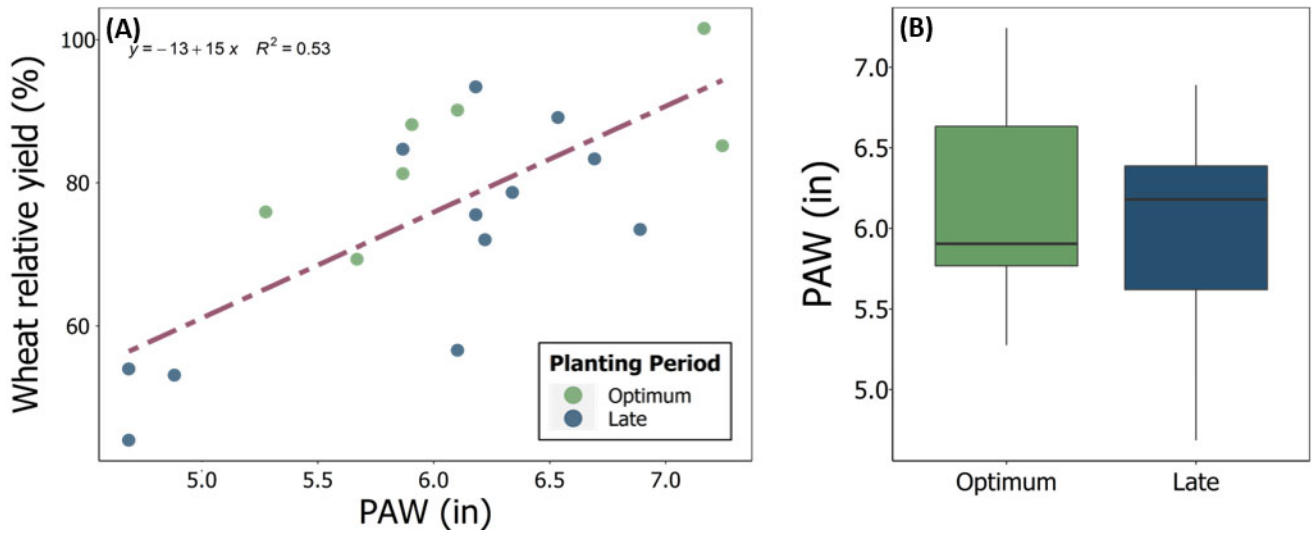 (A)
y = −13 + 15 x R² = 0.53
100
80
60
Wheat relative yield (%)
5.0 5.5 6.0 6.5 7.0
PAW (in)
Planting Period
Optimum
Late
(B)
7.0
6.5
6.0
5.5
5.0
PAW (in)
Optimum Late